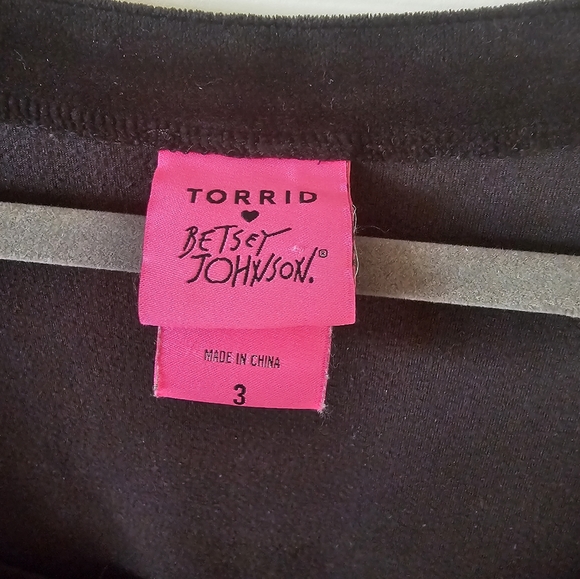 TORRID
♥
BETSEY
JOHNSON.®
MADE IN CHINA
3